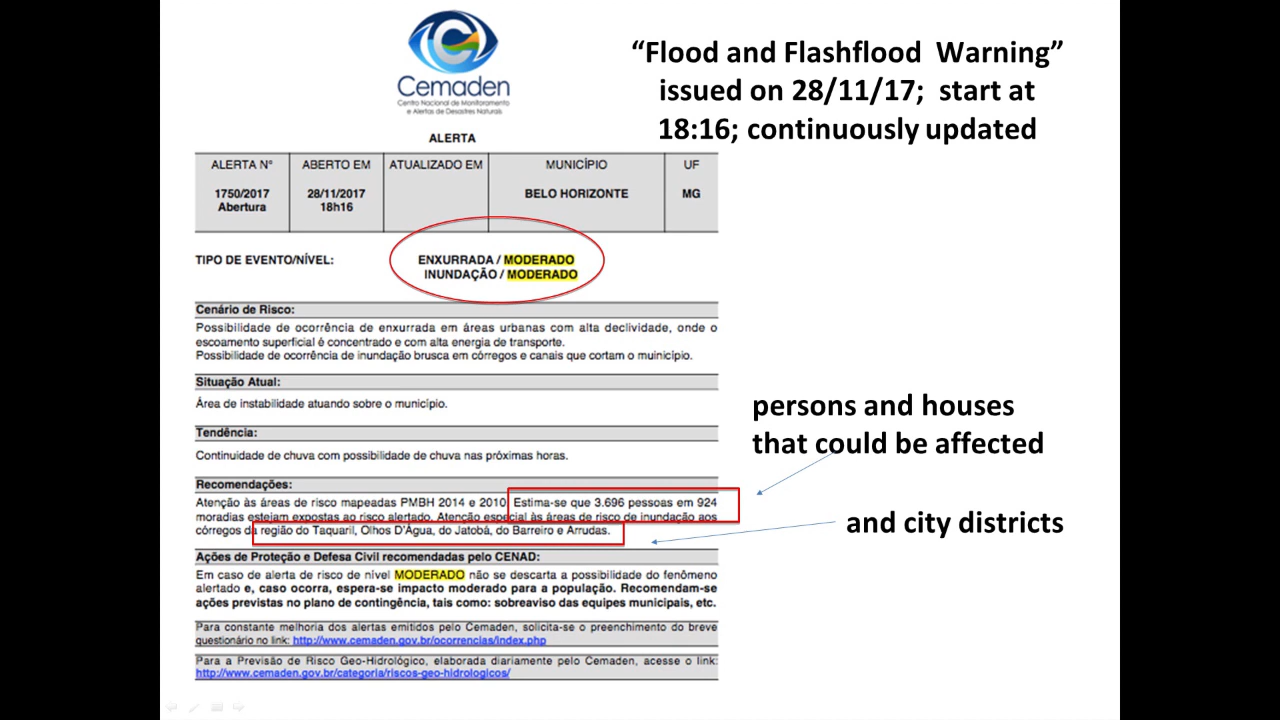 Cemaden
Centro Nacional de Monitoramento
e Alertas de Desastres Naturais
“Flood and Flashflood Warning”
issued on 28/11/17; start at
18:16; continuously updated
ALERTA
ALERTA N° ABERTO EM ATUALIZADO EM MUNICÍPIO UF
1750/2017 28/11/2017 BELO HORIZONTE MG
Abertura 18h16
TIPO DE EVENTO/NÍVEL: ENXURRADA / MODERADO
INUNDAÇÃO / MODERADO
Cenário de Risco:
Possibilidade de ocorrência de enxurrada em áreas urbanas com alta declividade, onde o
escoamento superficial é concentrado e com alta energia de transporte.
Possibilidade de ocorrência de inundação brusca em córregos e canais que cortam o muinicípio.
Situação Atual:
Área de instabilidade atuando sobre o município.
Tendência:
Continuidade de chuva com possibilidade de chuva nas próximas horas.
persons and houses
that could be affected
Recomendações:
Atenção às áreas de risco mapeadas PMBH 2014 e 2010. Estima-se que 3.696 pessoas em 924
moradias estejam expostas ao risco alertado. Atenção especial às áreas de risco de inundação aos
córregos da região do Taquaril, Olhos D'Água, do Jatobá, do Barreiro e Arrudas.
and city districts
Ações de Proteção e Defesa Civil recomendadas pelo CENAD:
Em caso de alerta de risco de nível MODERADO não se descarta a possibilidade do fenômeno
alertado e, caso ocorra, espera-se impacto moderado para a população. Recomendam-se
ações previstas no plano de contingência, tais como: sobreaviso das equipes municipais, etc.
Para constante melhoria dos alertas emitidos pelo Cemaden, solicita-se o preenchimento do breve
questionário no link: http://www.cemaden.gov.br/ocorrencias/index.php
Para a Previsão de Risco Geo-Hidrológico, elaborada diariamente pelo Cemaden, acesse o link:
http://www.cemaden.gov.br/categoria/riscos-geo-hidrologicos/